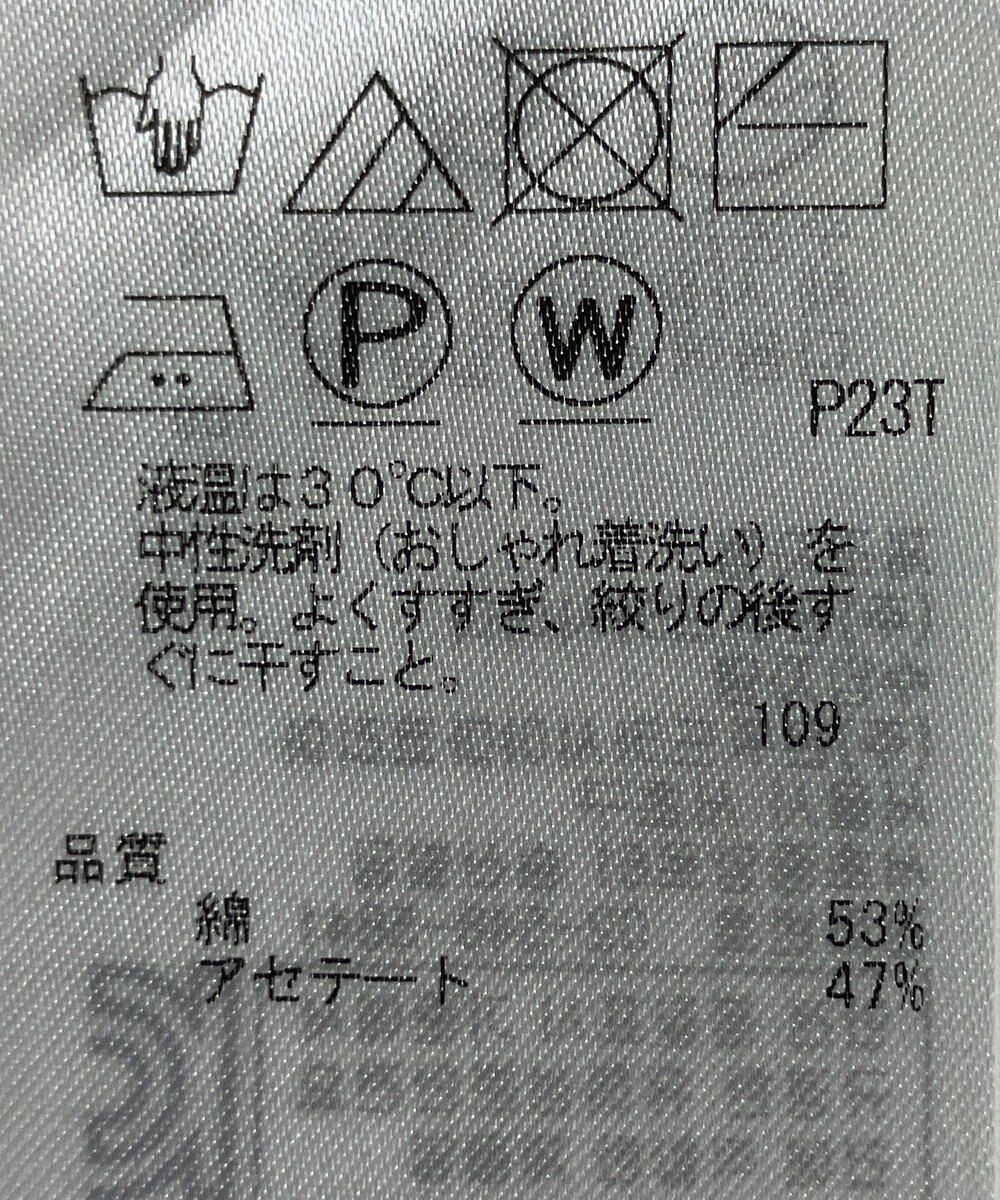 P
W
P23T
液温は30℃以下。
中性洗剤（おしゃれ着洗い）を
使用。よくすすぎ、絞りの後す
ぐに干すこと。
109
品質
綿 53%
アセテート 47%